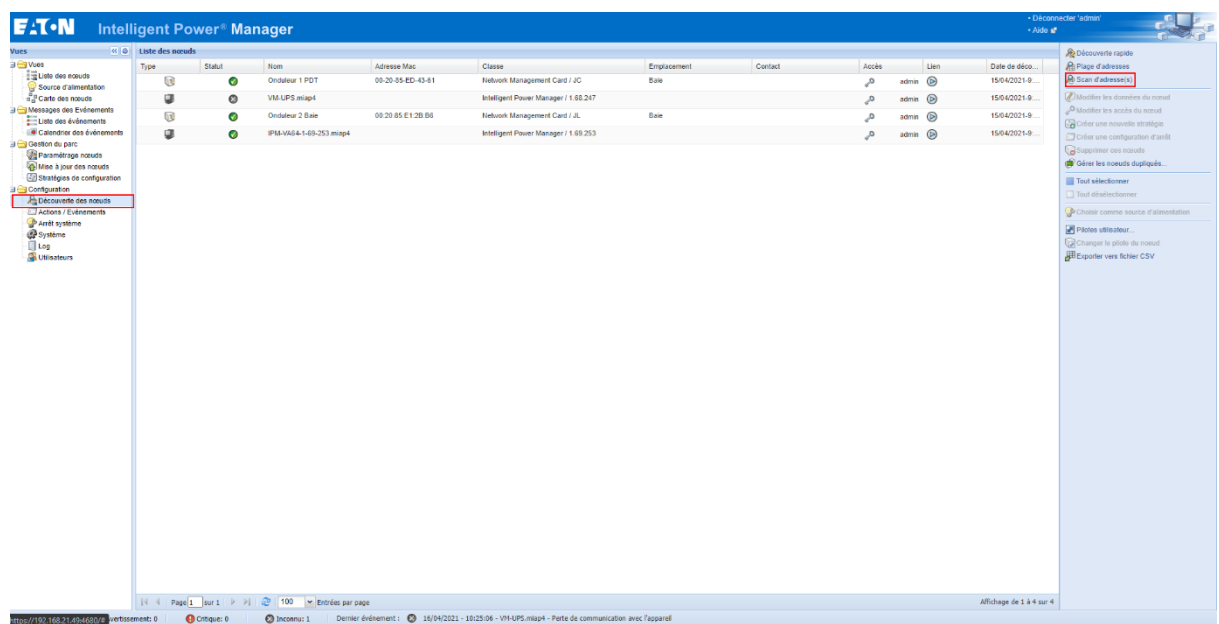 EATON Intelligent Power® Manager
• Déconnecter 'admin'
• Aide
Vues
Vues
Liste des nœuds
Source d'alimentation
Carte des nœuds
Messages des Evénements
Liste des événements
Calendrier des événements
Gestion du parc
Paramétrage nœuds
Mise à jour des nœuds
Stratégies de configuration
Configuration
Découverte des nœuds
Actions / Evénements
Arrêt système
Système
Log
Utilisateurs
Liste des nœuds
Type Statut Nom Adresse Mac Classe Emplacement Contact Accès Lien Date de déco...
Onduleur 1 PDT 00-20-85-ED-43-61 Network Management Card / JC Baie admin 15/04/2021-9:...
VM-UPS.miap4 Intelligent Power Manager / 1.68.247 admin 15/04/2021-9:...
Onduleur 2 Baie 00:20:85:E1:2B:B6 Network Management Card / JL Baie admin 15/04/2021-9:...
IPM-VA64-1-69-253.miap4 Intelligent Power Manager / 1.69.253 admin 15/04/2021-9:...
Découverte rapide
Plage d'adresses
Scan d'adresse(s)
Modifier les données du nœud
Modifier les accès du nœud
Créer une nouvelle stratégie
Créer une configuration d'arrêt
Supprimer des nœuds
Gérer les noeuds dupliqués...
Tout sélectionner
Tout désélectionner
Choisir comme source d'alimentation
Pilotes utilisateur...
Changer le pilote du noeud
Exporter vers fichier CSV
Page 1 sur 1 100 Entrées par page
Affichage de 1 à 4 sur 4
https://192.168.21.49:4680/# vertissement: 0 Critique: 0 Inconnu: 1 Dernier événement : 16/04/2021 - 10:25:06 - VM-UPS.miap4 - Perte de communication avec l'appareil